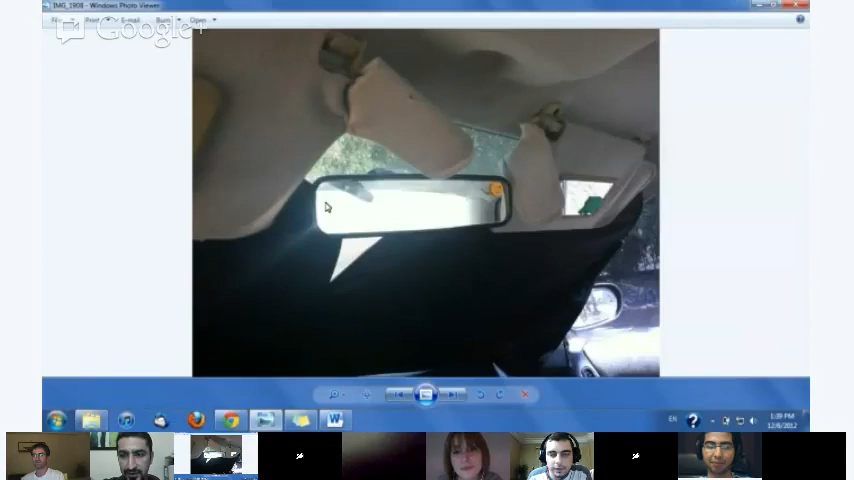 IMG_1908 - Windows Photo Viewer
File Print E-mail Burn Open
Google+
EN
1:39 PM
12/6/2012